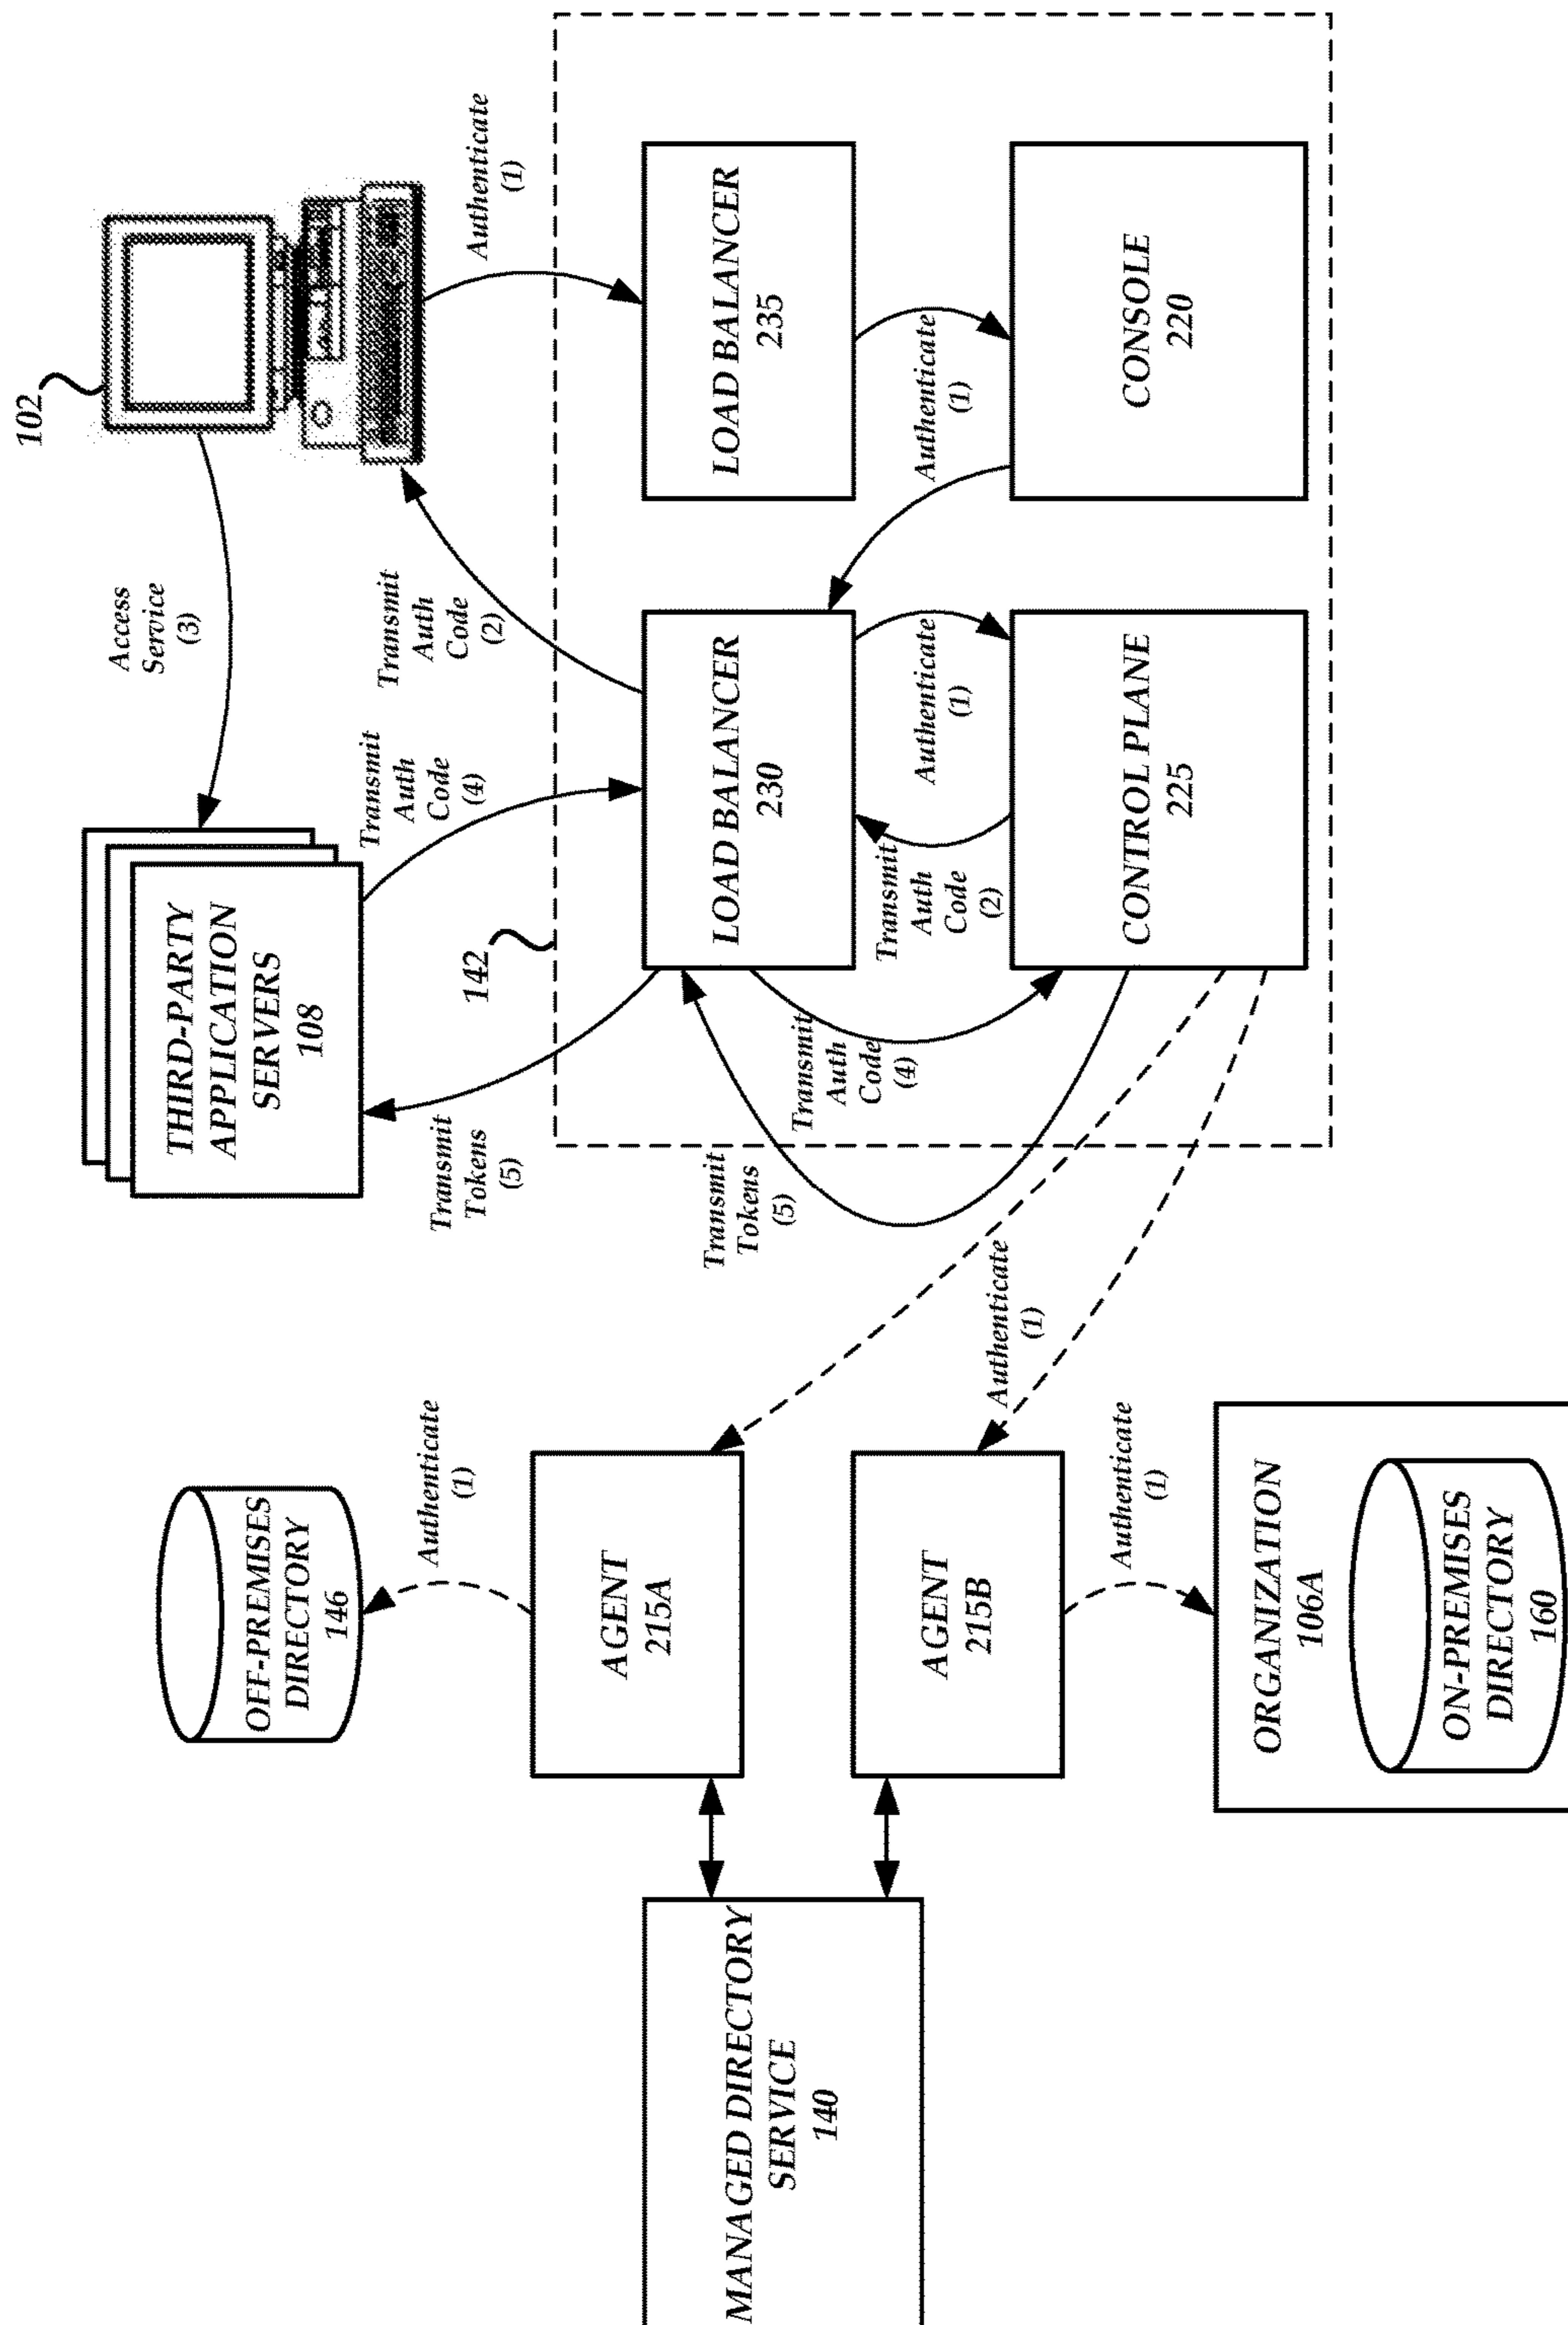 102
Access
Service
(3)
Authenticate
(1)
Transmit
Auth
Code
(2)
Transmit
Auth
Code
(4)
THIRD-PARTY
APPLICATION
SERVERS
108
Transmit
Tokens
(5)
142
LOAD BALANCER
235
Authenticate
(1)
CONSOLE
220
LOAD BALANCER
230
Authenticate
(1)
Transmit
Auth
Code
(2)
CONTROL PLANE
225
Transmit
Auth
Code
(4)
Transmit
Tokens
(5)
Authenticate
(1)
OFF-PREMISES
DIRECTORY
146
Authenticate
(1)
AGENT
215A
AGENT
215B
Authenticate
(1)
ORGANIZATION
106A
ON-PREMISES
DIRECTORY
160
MANAGED DIRECTORY
SERVICE
140